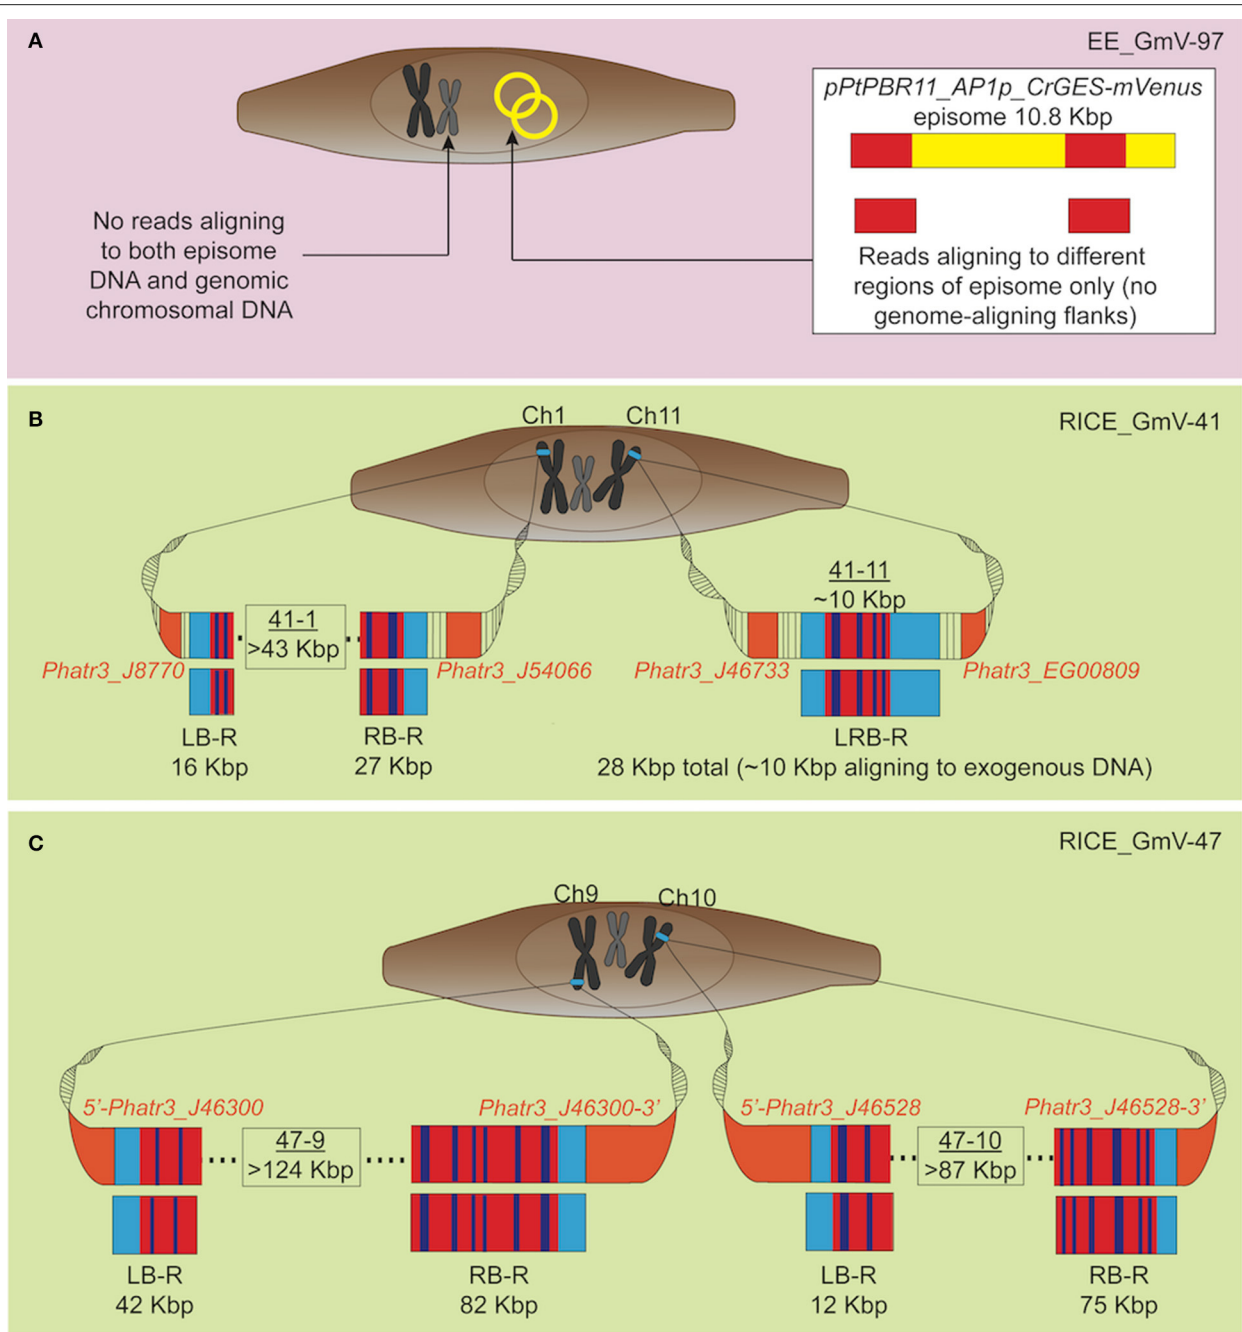 A
EE_GmV-97
pPtPBR11_AP1p_CrGES-mVenus
episome 10.8 Kbp
No reads aligning
to both episome
DNA and genomic
chromosomal DNA
Reads aligning to different
regions of episome only (no
genome-aligning flanks)
B
RICE_GmV-41
Ch1
Ch11
41-1
>43 Kbp
41-11
~10 Kbp
Phatr3_J8770
Phatr3_J54066
Phatr3_J46733
Phatr3_EG00809
LB-R
16 Kbp
RB-R
27 Kbp
LRB-R
28 Kbp total (~10 Kbp aligning to exogenous DNA)
C
RICE_GmV-47
Ch9
Ch10
5'-Phatr3_J46300
Phatr3_J46300-3'
5'-Phatr3_J46528
Phatr3_J46528-3'
47-9
>124 Kbp
47-10
>87 Kbp
LB-R
42 Kbp
RB-R
82 Kbp
LB-R
12 Kbp
RB-R
75 Kbp